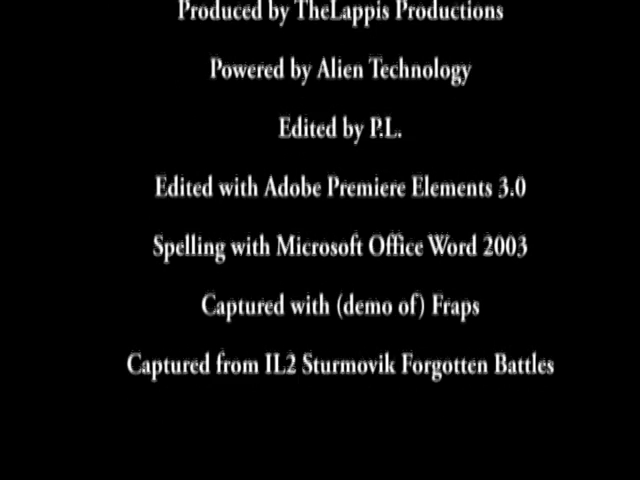 Produced by TheLappis Productions
Powered by Alien Technology
Edited by P.L.
Edited with Adobe Premiere Elements 3.0
Spelling with Microsoft Office Word 2003
Captured with (demo of) Fraps
Captured from IL2 Sturmovik Forgotten Battles